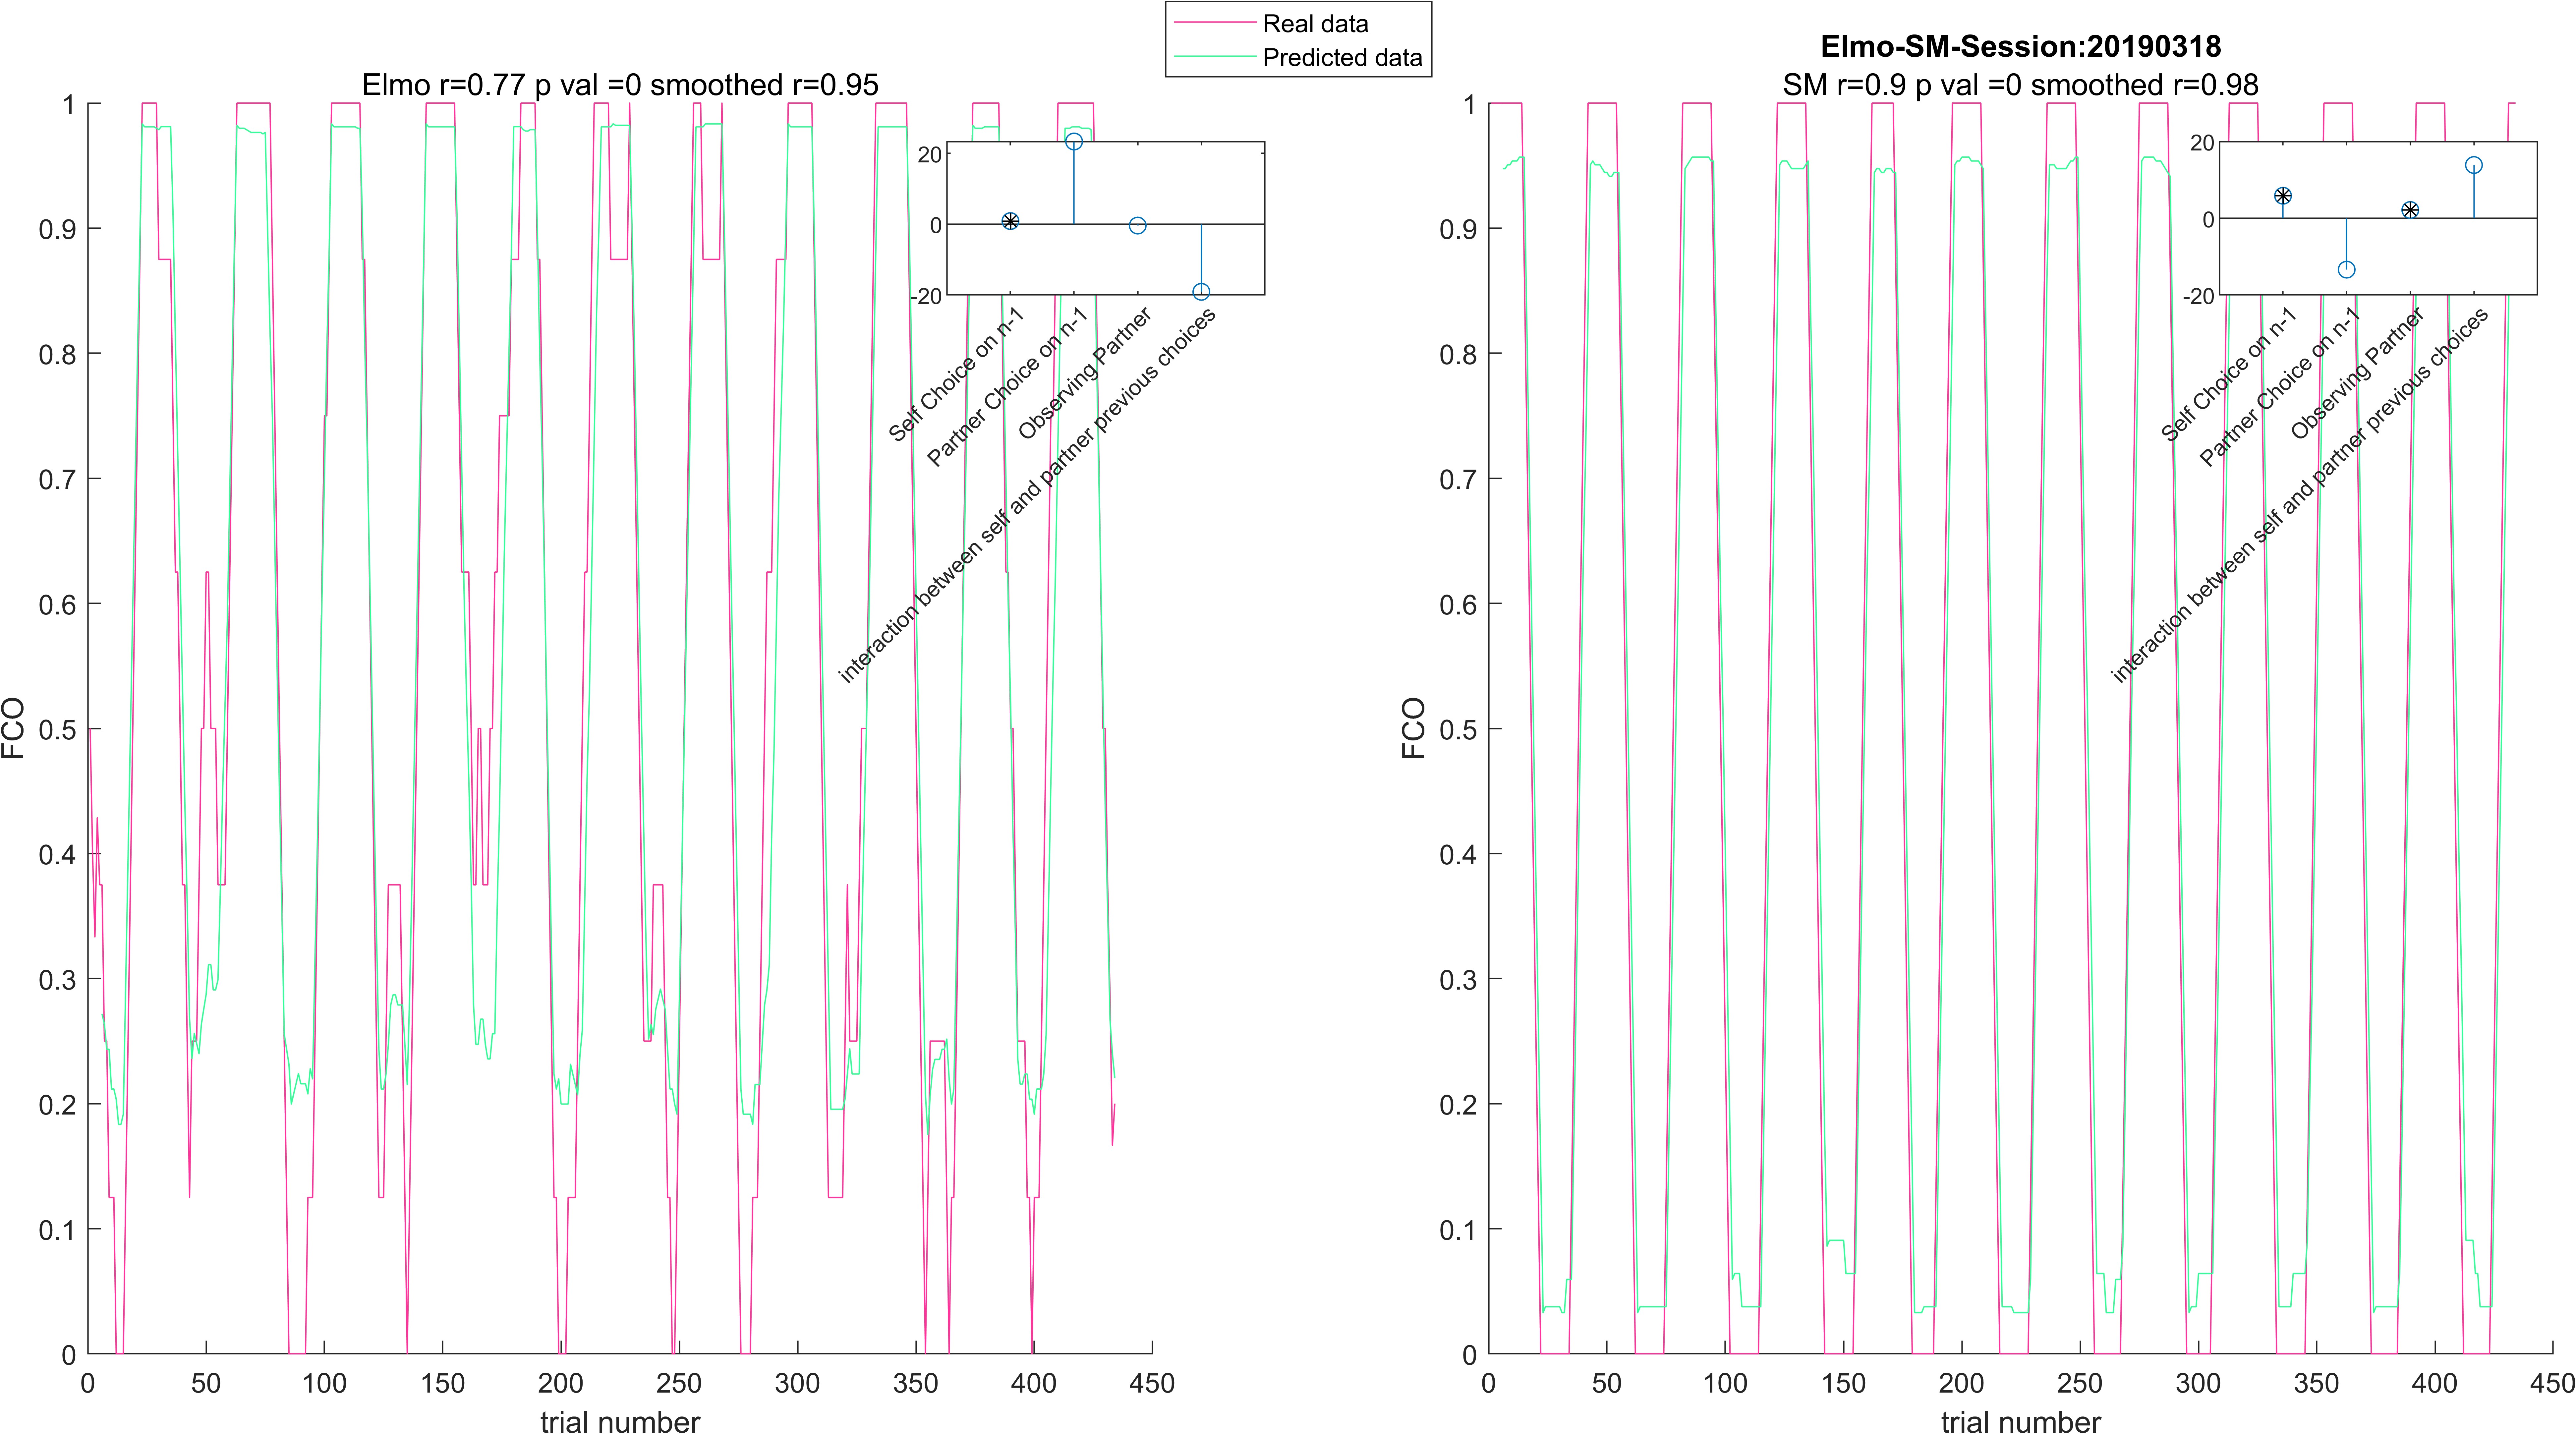 Real data
Predicted data
Elmo r=0.77 p val =0 smoothed r=0.95
1
0.9
0.8
0.7
0.6
0.5
0.4
0.3
0.2
0.1
0
FCO
0
50
100
150
200
250
300
350
400
450
trial number
20
0
-20
Self Choice on n-1
Partner Choice on n-1
Observing Partner
interaction between self and partner previous choices
Elmo-SM-Session:20190318
SM r=0.9 p val =0 smoothed r=0.98
1
0.9
0.8
0.7
0.6
0.5
0.4
0.3
0.2
0.1
0
FCO
0
50
100
150
200
250
300
350
400
450
trial number
20
0
-20
Self Choice on n-1
Partner Choice on n-1
Observing Partner
interaction between self and partner previous choices